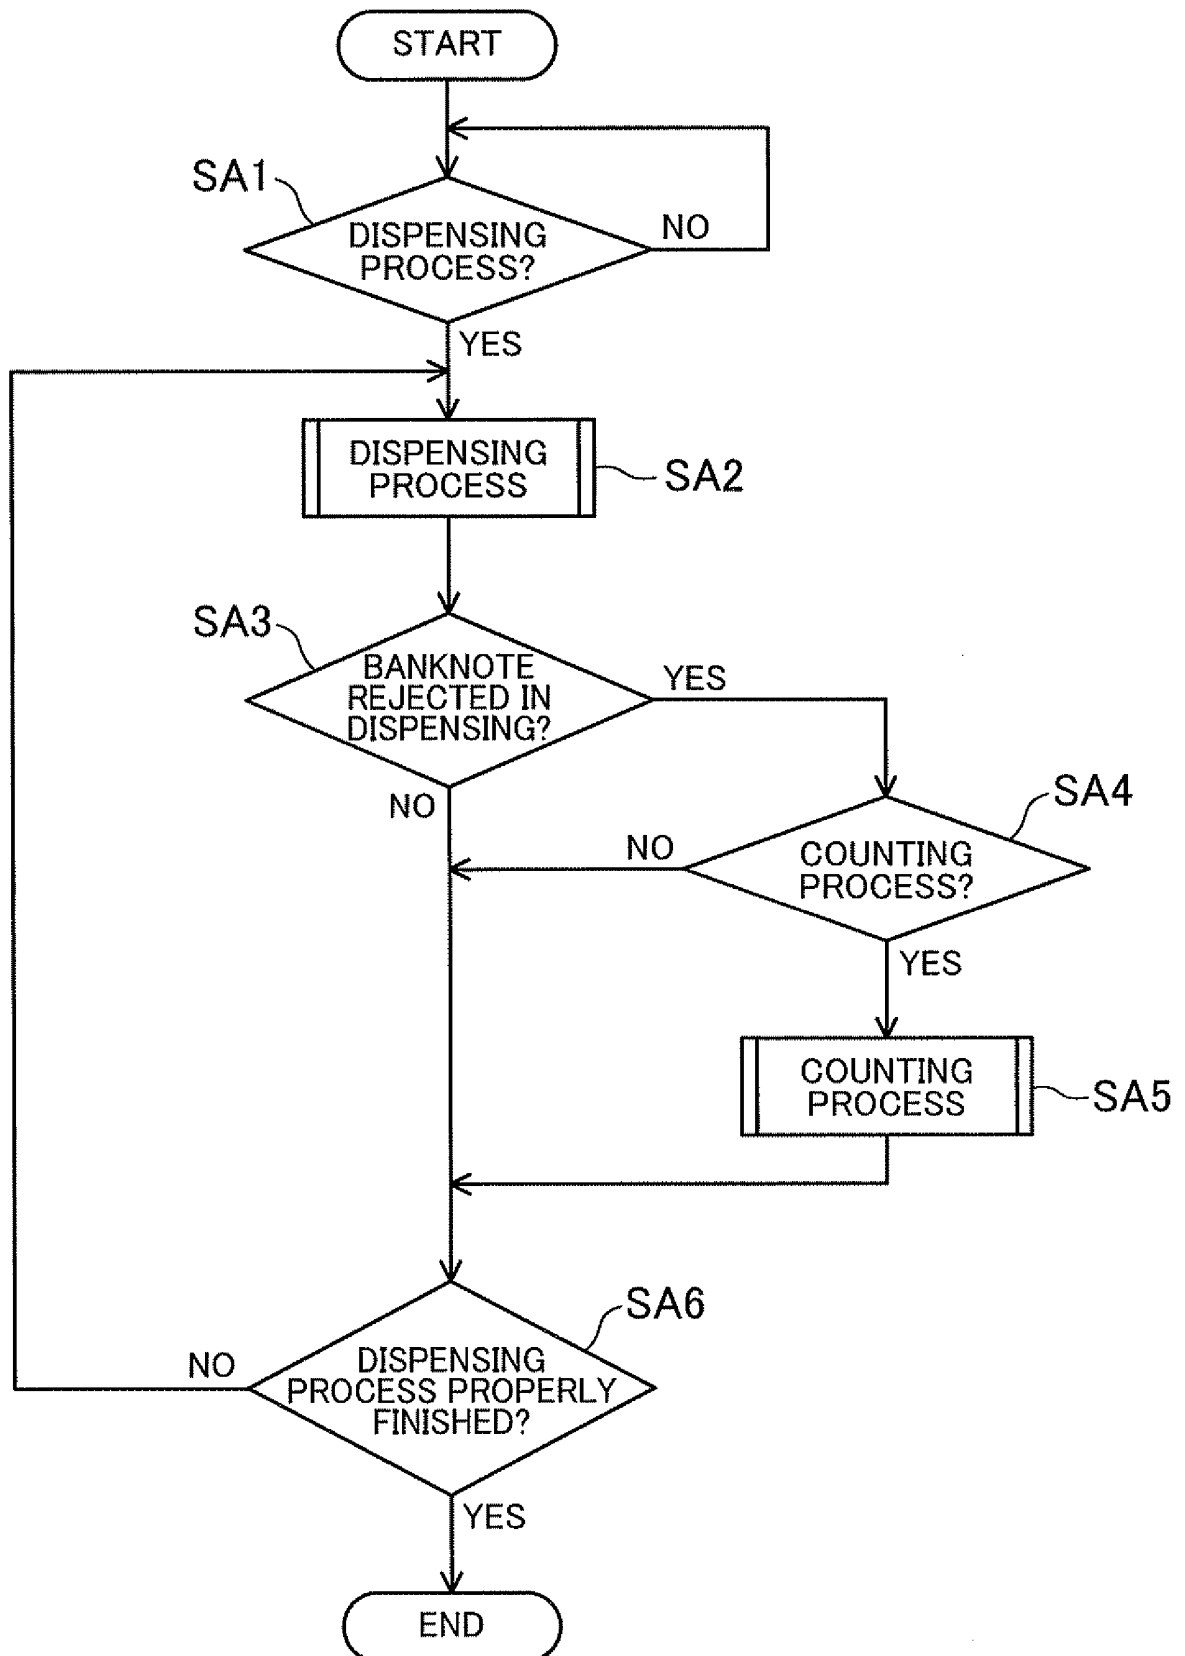 START
SA1
DISPENSING
PROCESS?
NO
YES
DISPENSING
PROCESS
SA2
SA3
BANKNOTE
REJECTED IN
DISPENSING?
YES
NO
SA4
COUNTING
PROCESS?
NO
YES
COUNTING
PROCESS
SA5
SA6
DISPENSING
PROCESS PROPERLY
FINISHED?
NO
YES
END